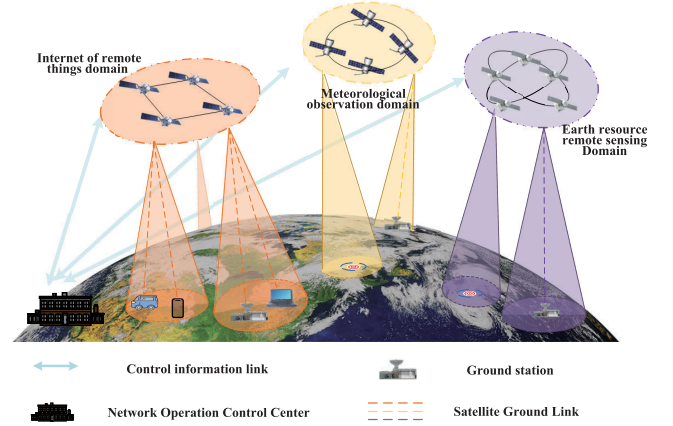 Internet of remote
things domain
Meteorological
observation domain
Earth resource
remote sensing
Domain
Control information link
Ground station
Network Operation Control Center
Satellite Ground Link